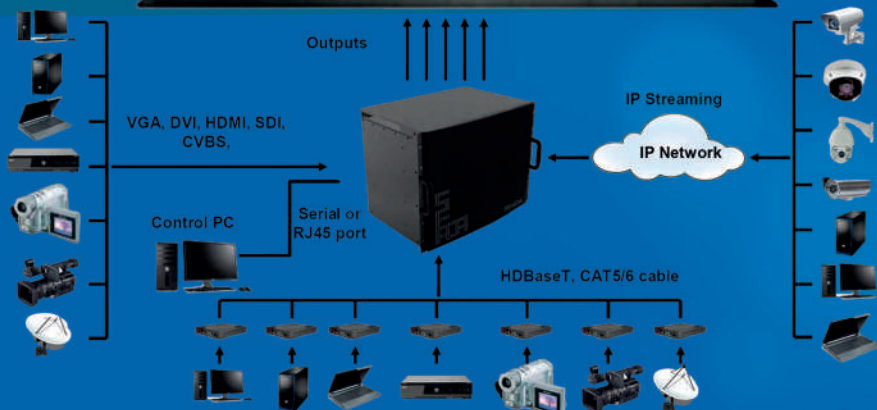 Outputs
IP Streaming
VGA, DVI, HDMI, SDI,
CVBS,
IP Network
Control PC
Serial or
RJ45 port
HDBaseT, CAT5/6 cable